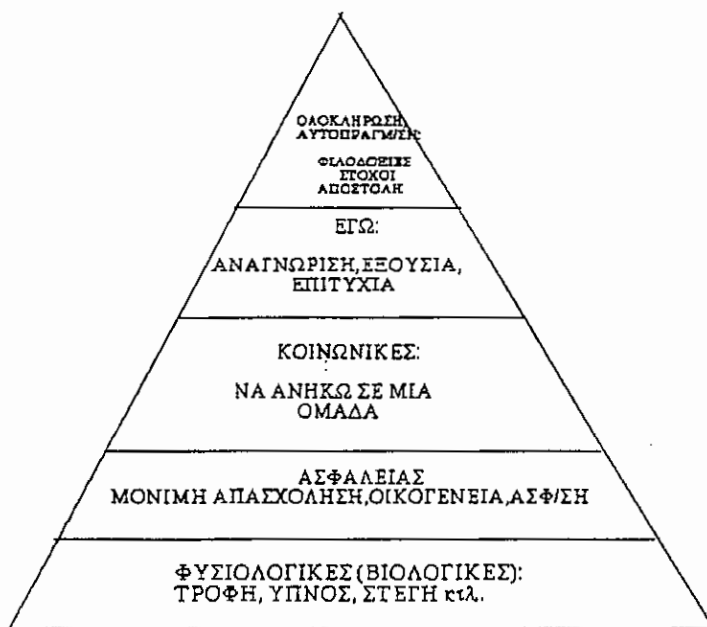 ΟΛΟΚΛΗΡΩΣΗ,
ΑΥΤΟΠΡΑΓΜ/ΣΗ:
ΦΙΛΟΔΟΞΙΕΣ
ΣΤΟΧΟΙ
ΑΠΟΣΤΟΛΗ
ΕΓΩ:
ΑΝΑΓΝΩΡΙΣΗ,ΕΞΟΥΣΙΑ,
ΕΠΙΤΥΧΙΑ
ΚΟΙΝΩΝΙΚΕΣ:
ΝΑ ΑΝΗΚΩ ΣΕ ΜΙΑ
ΟΜΑΔΑ
ΑΣΦΑΛΕΙΑΣ
ΜΟΝΙΜΗ ΑΠΑΣΧΟΛΗΣΗ,ΟΙΚΟΓΕΝΕΙΑ,ΑΣΦ/ΣΗ
ΦΥΣΙΟΛΟΓΙΚΕΣ (ΒΙΟΛΟΓΙΚΕΣ):
ΤΡΟΦΗ, ΥΠΝΟΣ, ΣΤΕΓΗ κτλ.